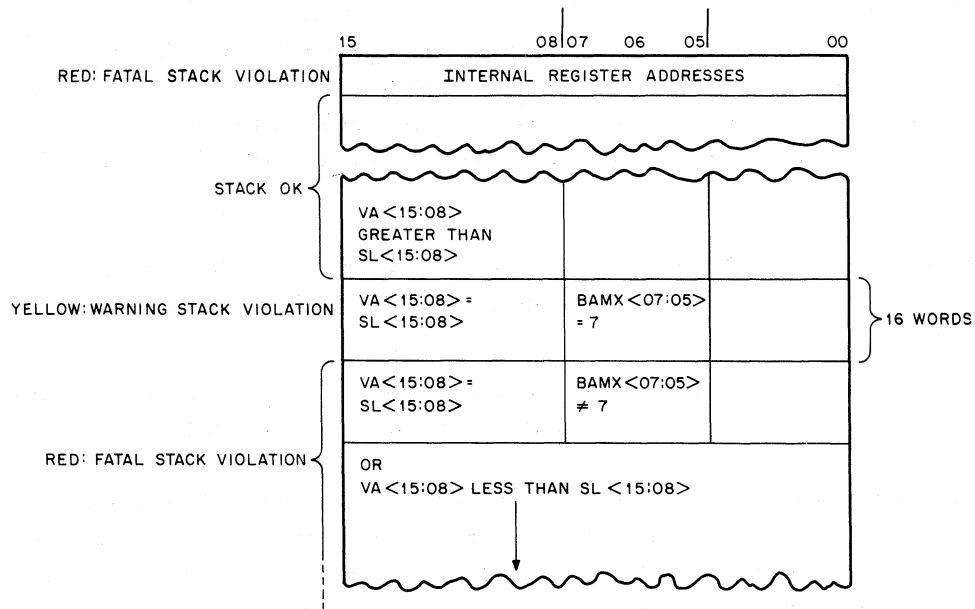 15 08 07 06 05 00
RED: FATAL STACK VIOLATION INTERNAL REGISTER ADDRESSES
STACK OK
VA<15:08>
GREATER THAN
SL<15:08>
YELLOW: WARNING STACK VIOLATION
VA<15:08> =
SL<15:08>
BAMX<07:05>
= 7
16 WORDS
VA<15:08> =
SL<15:08>
BAMX<07:05>
≠ 7
RED: FATAL STACK VIOLATION
OR
VA<15:08> LESS THAN SL <15:08>